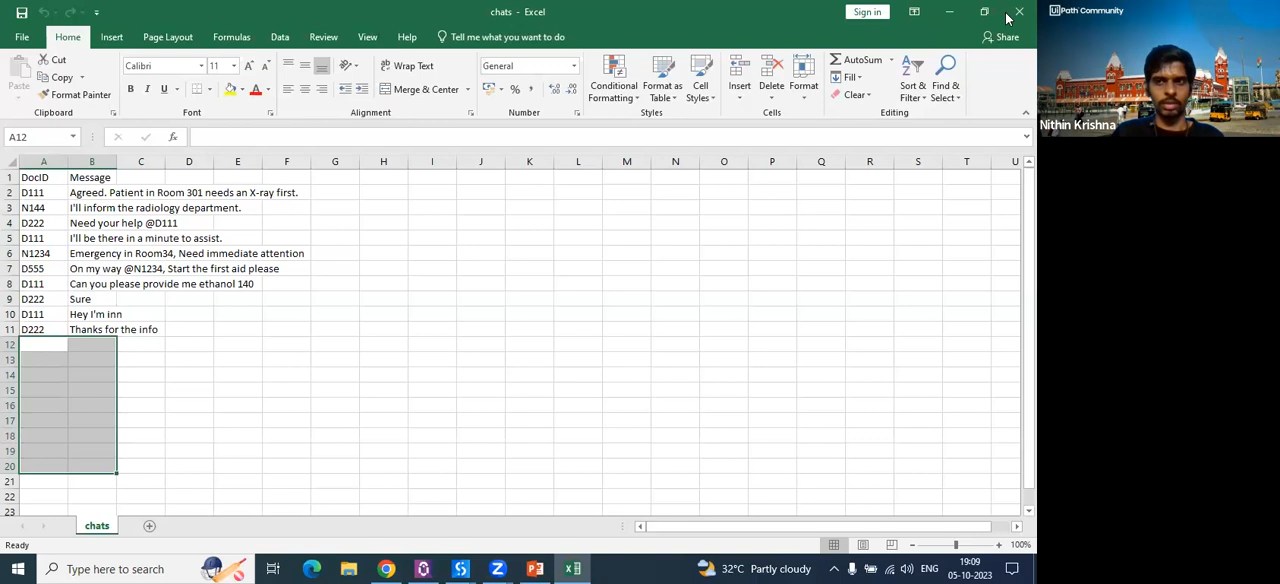 chats - Excel
Sign in
File Home Insert Page Layout Formulas Data Review View Help Tell me what you want to do Share
Paste
Cut
Copy
Format Painter
Clipboard
Calibri 11
B I U
Font
Wrap Text
Merge & Center
Alignment
General
Number
Conditional Formatting
Format as Table
Cell Styles
Styles
Insert
Delete
Format
Cells
AutoSum
Fill
Clear
Sort & Filter
Find & Select
Editing
A12 fx
A B C D E F G H I J K L M N O P Q R S T U
1 DocID Message
2 D111 Agreed. Patient in Room 301 needs an X-ray first.
3 N144 I'll inform the radiology department.
4 D222 Need your help @D111
5 D111 I'll be there in a minute to assist.
6 N1234 Emergency in Room34, Need immediate attention
7 D555 On my way @N1234, Start the first aid please
8 D111 Can you please provide me ethanol 140
9 D222 Sure
10 D111 Hey I'm inn
11 D222 Thanks for the info
12
13
14
15
16
17
18
19
20
21
22
23
chats
Ready
100%
Type here to search
32°C Partly cloudy
ENG
19:09
05-10-2023
UiPath Community
Nithin Krishna